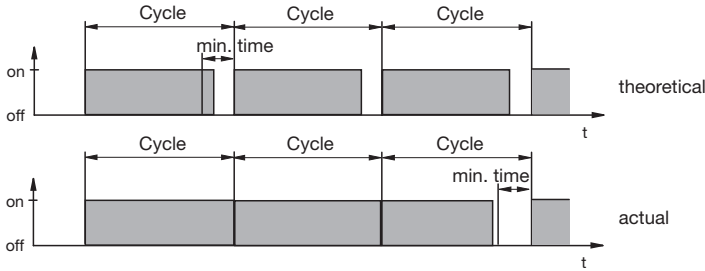 Cycle Cycle Cycle
min. time
on
theoretical
off
t
Cycle Cycle Cycle
min. time
on
actual
off
t